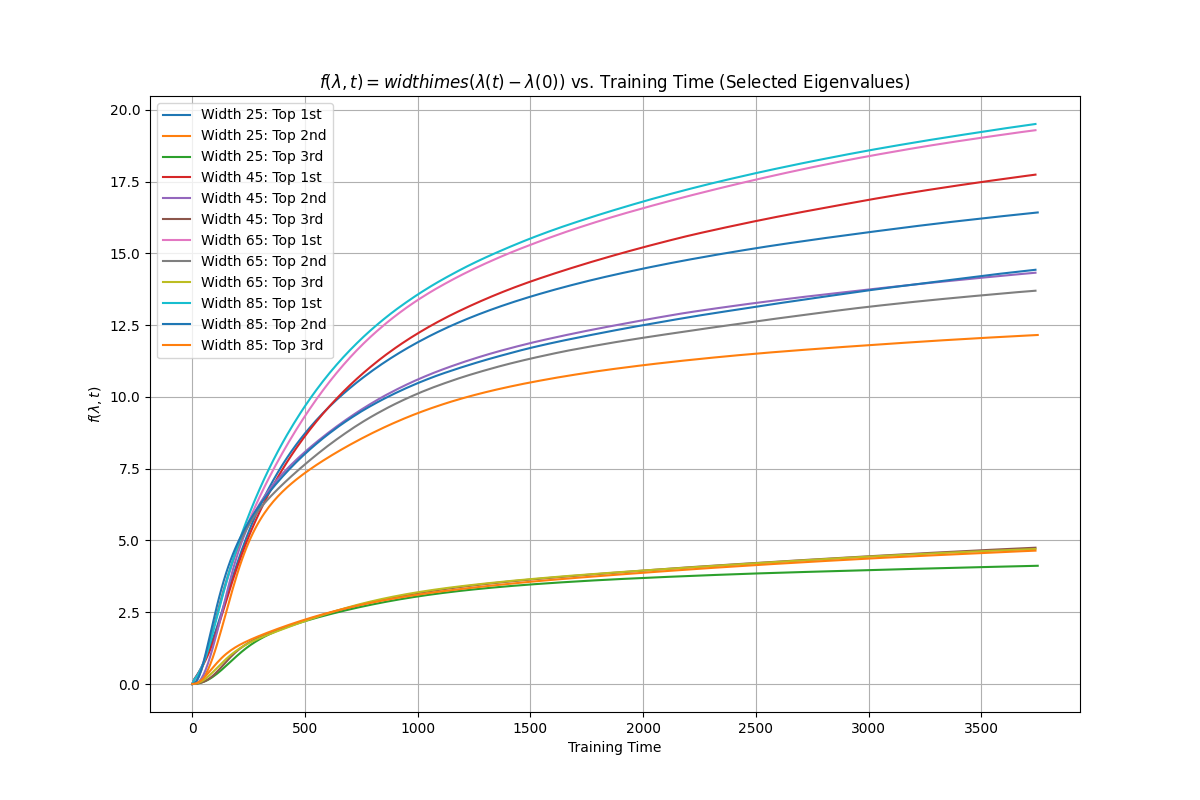 f(λ, t) = widthimes(λ(t) − λ(0)) vs. Training Time (Selected Eigenvalues)
20.0
17.5
15.0
12.5
10.0
7.5
5.0
2.5
0.0
f(λ, t)
Width 25: Top 1st
Width 25: Top 2nd
Width 25: Top 3rd
Width 45: Top 1st
Width 45: Top 2nd
Width 45: Top 3rd
Width 65: Top 1st
Width 65: Top 2nd
Width 65: Top 3rd
Width 85: Top 1st
Width 85: Top 2nd
Width 85: Top 3rd
0 500 1000 1500 2000 2500 3000 3500
Training Time